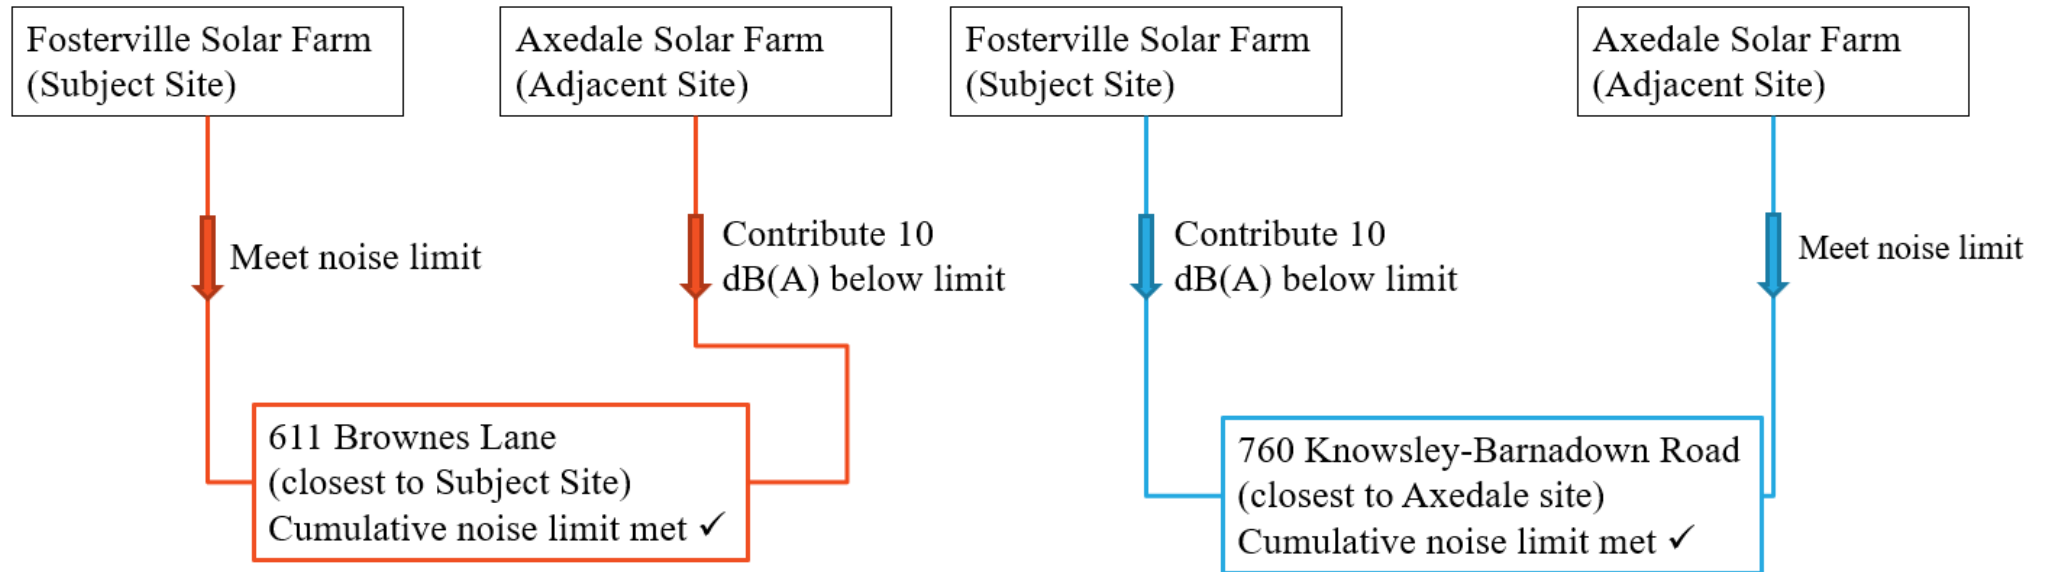 Fosterville Solar Farm
(Subject Site)
Axedale Solar Farm
(Adjacent Site)
Fosterville Solar Farm
(Subject Site)
Axedale Solar Farm
(Adjacent Site)
Meet noise limit
Contribute 10
dB(A) below limit
Contribute 10
dB(A) below limit
Meet noise limit
611 Brownes Lane
(closest to Subject Site)
Cumulative noise limit met ✓
760 Knowsley-Barnadown Road
(closest to Axedale site)
Cumulative noise limit met ✓